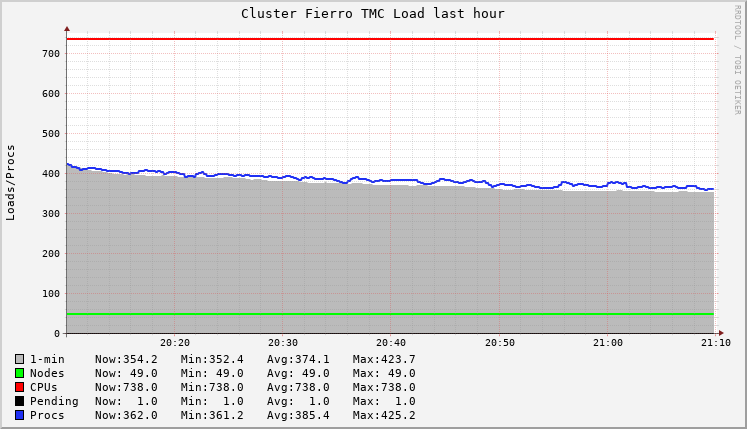 Cluster Fierro TMC Load last hour
RRDTOOL / TOBI OETIKER
Loads/Procs
700
600
500
400
300
200
100
0
20:20 20:30 20:40 20:50 21:00 21:10
1-min Now:354.2 Min:352.4 Avg:374.1 Max:423.7
Nodes Now: 49.0 Min: 49.0 Avg: 49.0 Max: 49.0
CPUs Now:738.0 Min:738.0 Avg:738.0 Max:738.0
Pending Now: 1.0 Min: 1.0 Avg: 1.0 Max: 1.0
Procs Now:362.0 Min:361.2 Avg:385.4 Max:425.2